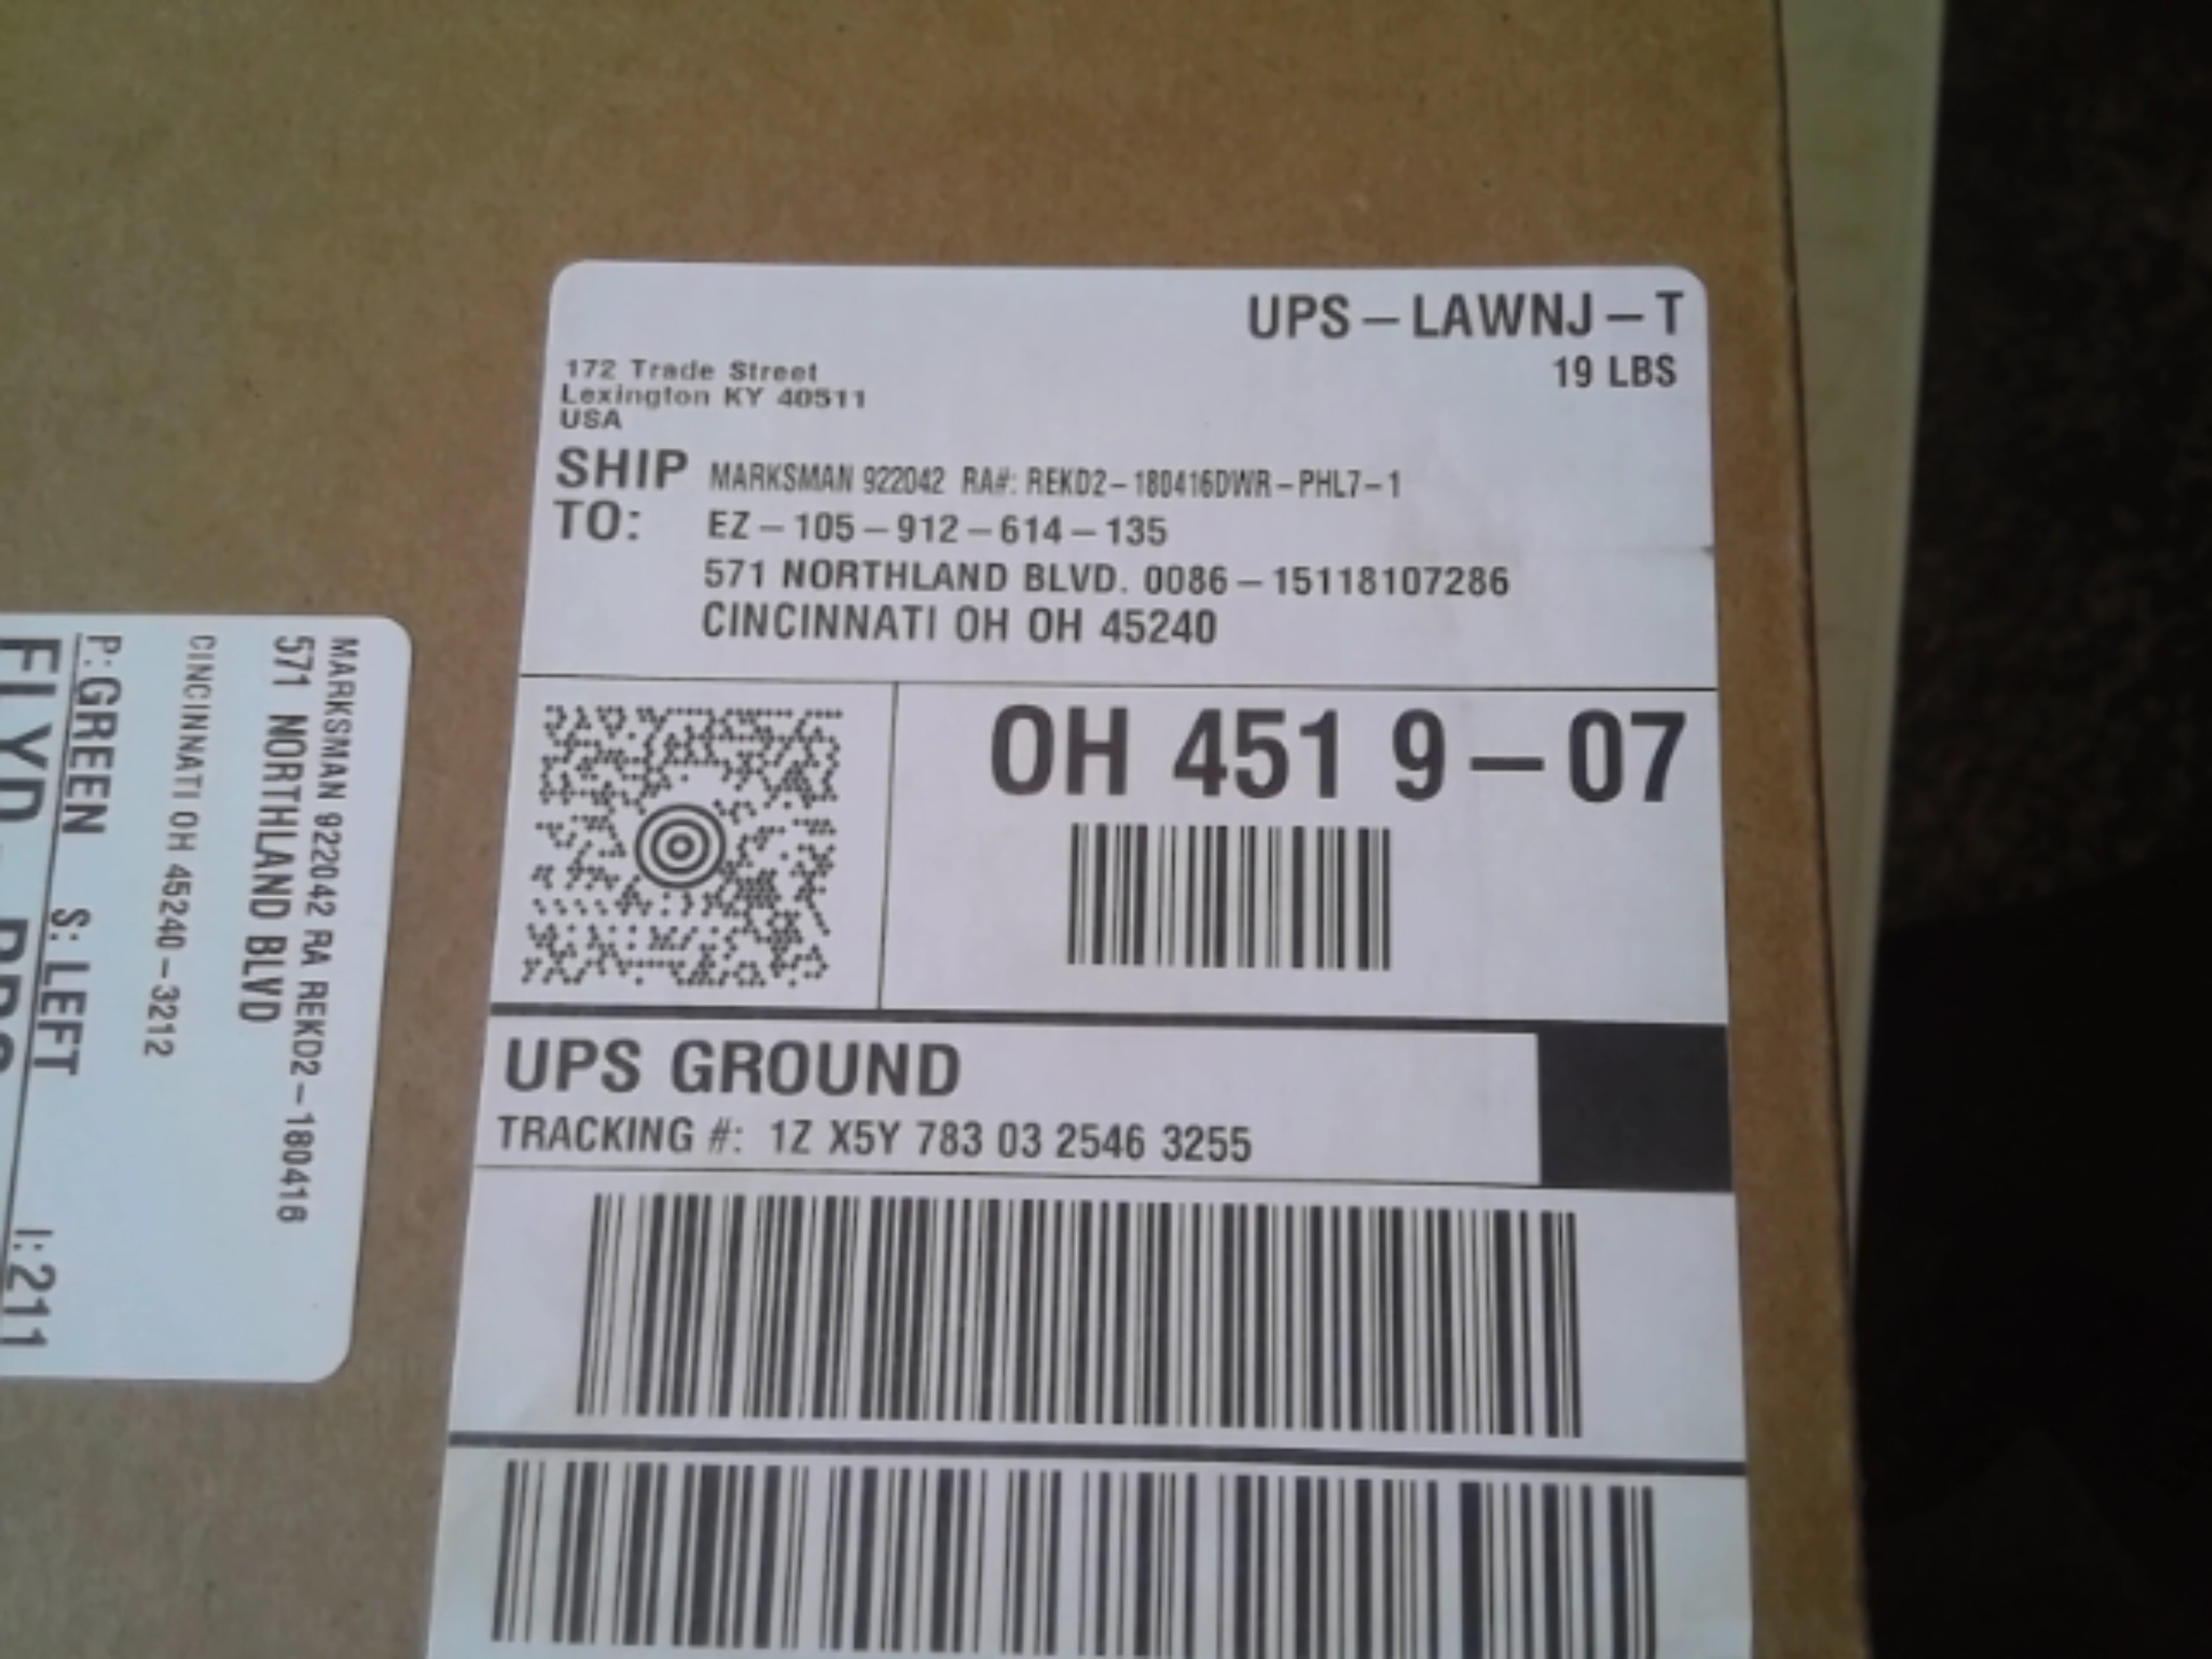 UPS-LAWNJ-T
19 LBS
172 Trade Street
Lexington KY 40511
USA
SHIP TO: MARKSMAN 922042 RA#: REKD2-180416DWR-PHL7-1
EZ-105-912-614-135
571 NORTHLAND BLVD. 0086-15118107286
CINCINNATI OH OH 45240
OH 451 9-07
UPS GROUND
TRACKING #: 1Z X5Y 783 03 2546 3255
MARKSMAN 922042 RA REKD2-180416
571 NORTHLAND BLVD
CINCINNATI OH 45240-3212
P:GREEN S:LEFT I:211